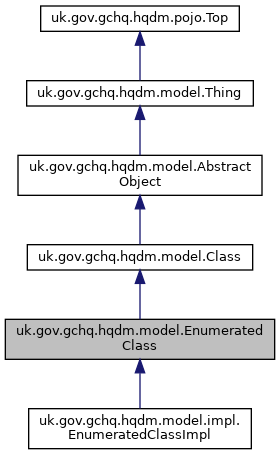 uk.gov.gchq.hqdm.pojo.Top
uk.gov.gchq.hqdm.model.Thing
uk.gov.gchq.hqdm.model.Abstract
Object
uk.gov.gchq.hqdm.model.Class
uk.gov.gchq.hqdm.model.Enumerated
Class
uk.gov.gchq.hqdm.model.impl.
EnumeratedClassImpl